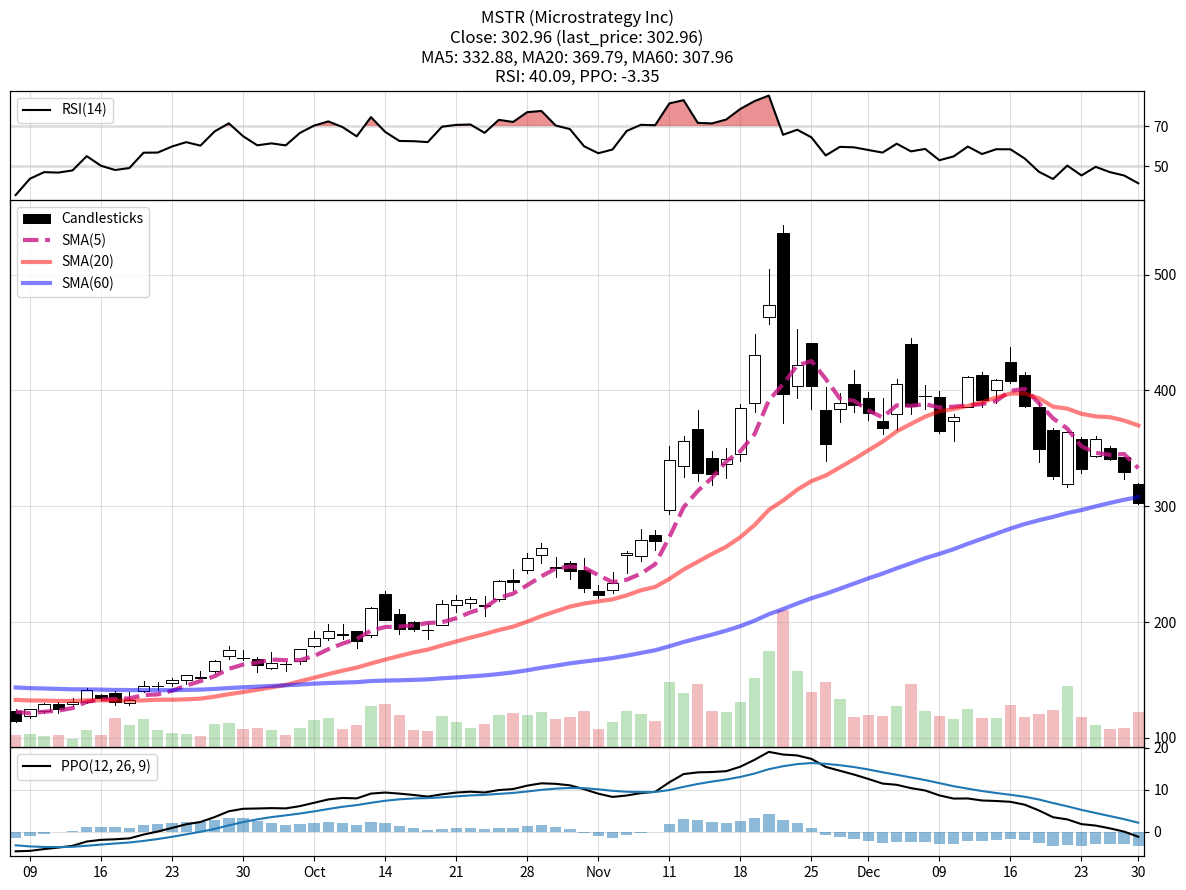 MSTR (Microstrategy Inc)
Close: 302.96 (last_price: 302.96)
MA5: 332.88, MA20: 369.79, MA60: 307.96
RSI: 40.09, PPO: -3.35
RSI(14)
70
50
Candlesticks
SMA(5)
SMA(20)
SMA(60)
500
400
300
200
100
PPO(12, 26, 9)
20
10
0
09 16 23 30 Oct 14 21 28 Nov 11 18 25 Dec 09 16 23 30